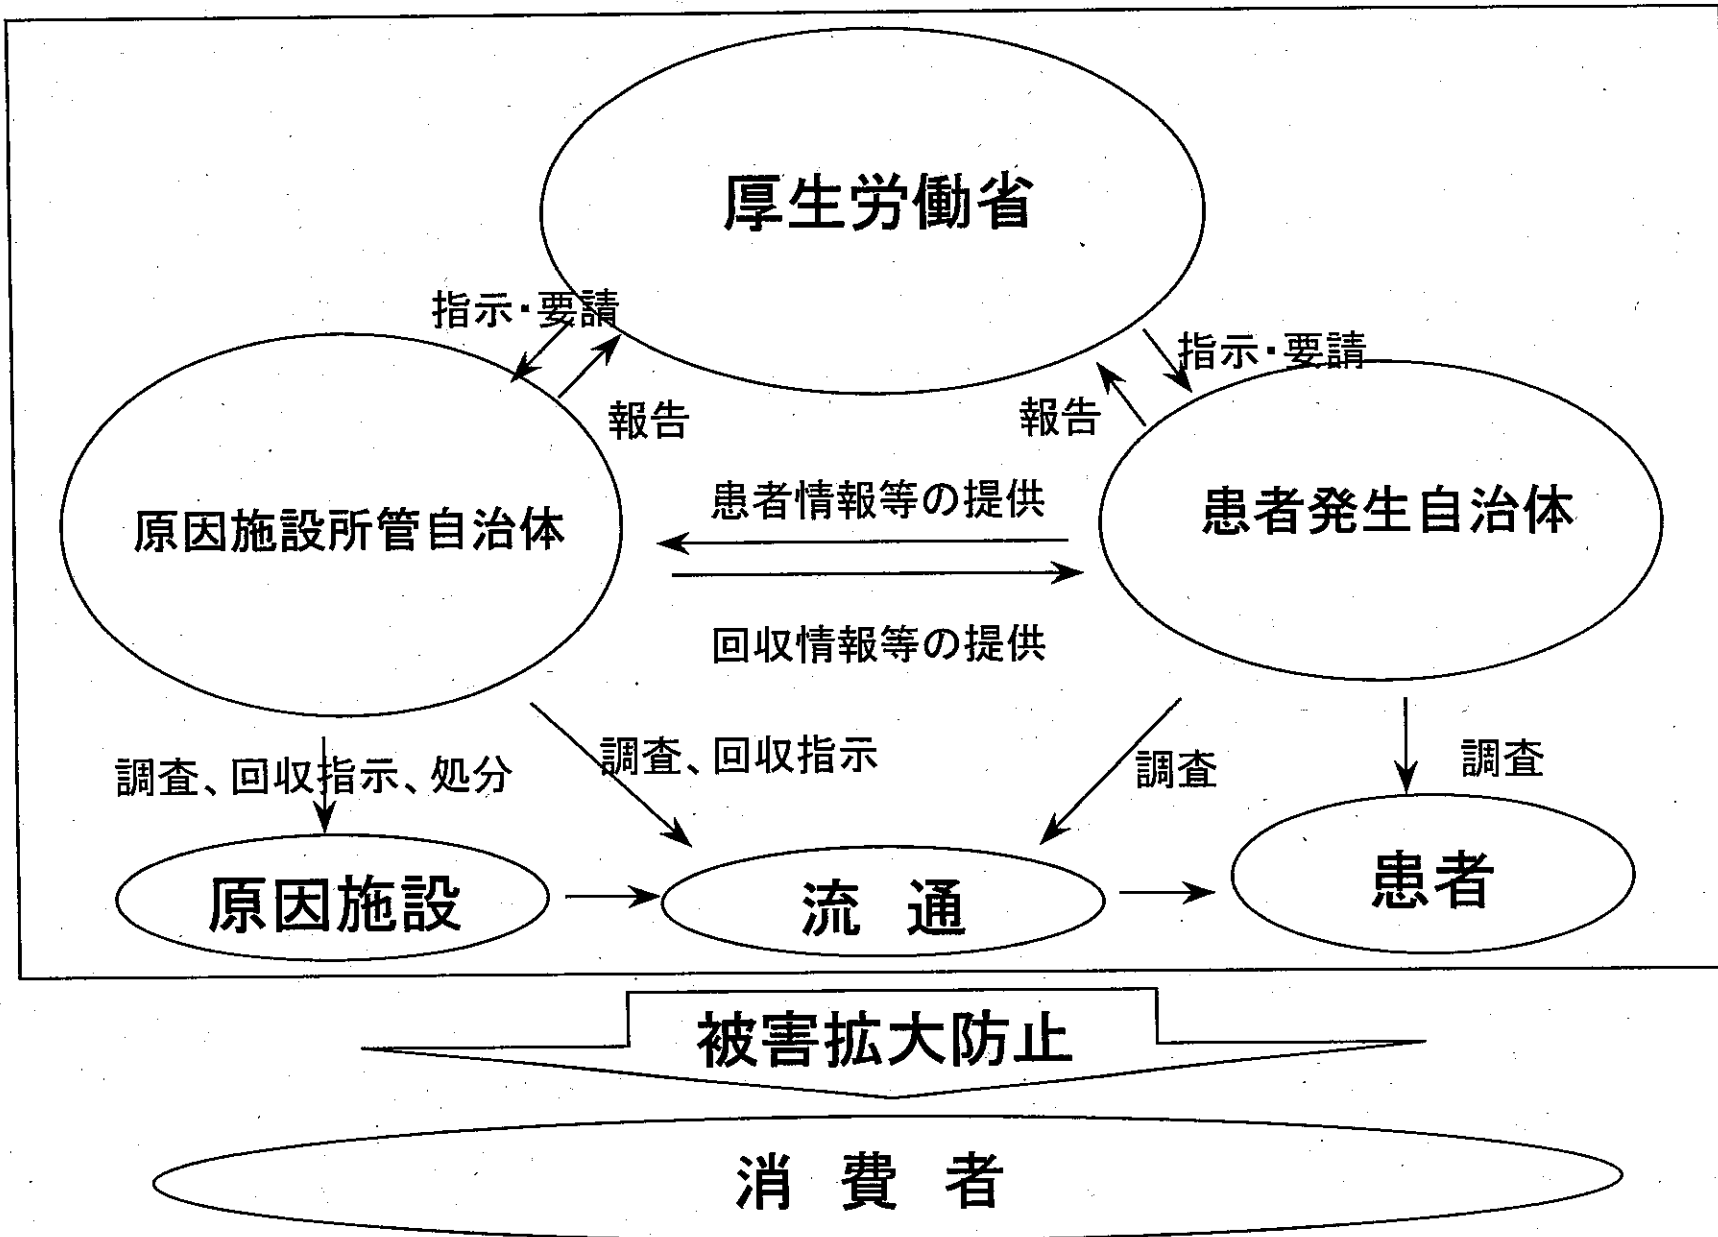 厚生労働省
指示・要請
指示・要請
報告
報告
原因施設所管自治体
患者情報等の提供
患者発生自治体
回収情報等の提供
調査、回収指示、処分
調査、回収指示
調査
調査
原因施設
流 通
患者
被害拡大防止
消 費 者